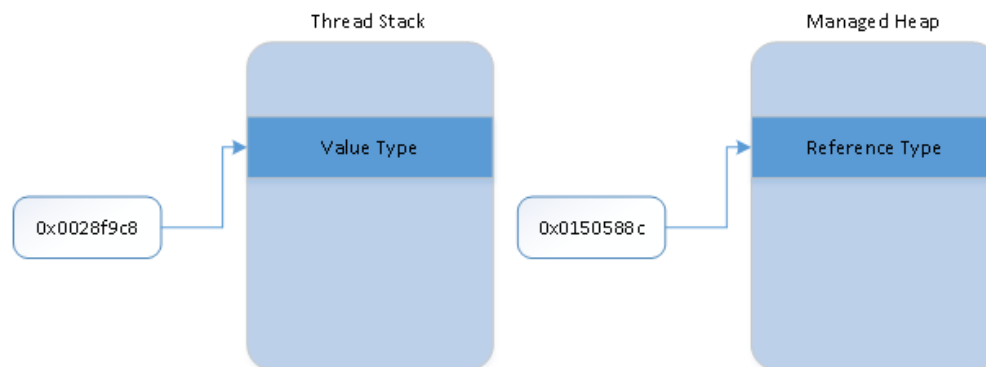 Thread Stack
Managed Heap
Value Type
Reference Type
0x0028f9c8
0x0150588c